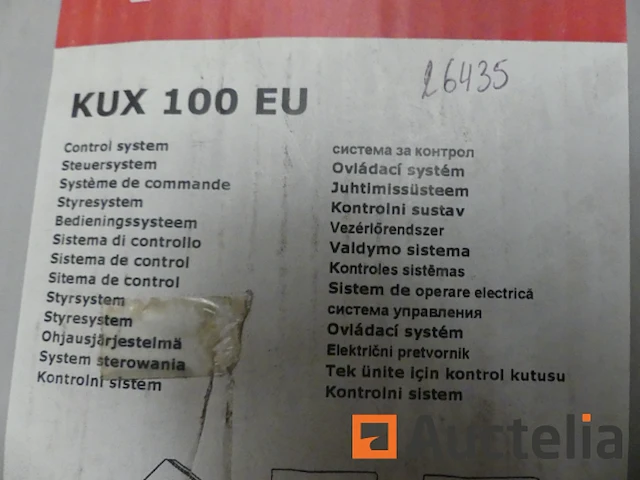 KUX 100 EU
26435
Control system
Steuersystem
Système de commande
Styresystem
Bedieningssysteem
Sistema di controllo
Sistema de control
Sitema de control
Styrsystem
Styresystem
Ohjausjärjestelmä
System sterowania
Kontrolni sistém
система за контрол
Ovládací systém
Juhtimissüsteem
Kontrolni sustav
Vezérlőrendszer
Valdymo sistema
Kontroles sistēmas
Sistem de operare electrică
система управления
Ovládací systém
Električni pretvornik
Tek ünite için kontrol kutusu
Kontrolni sistem
Auctelia